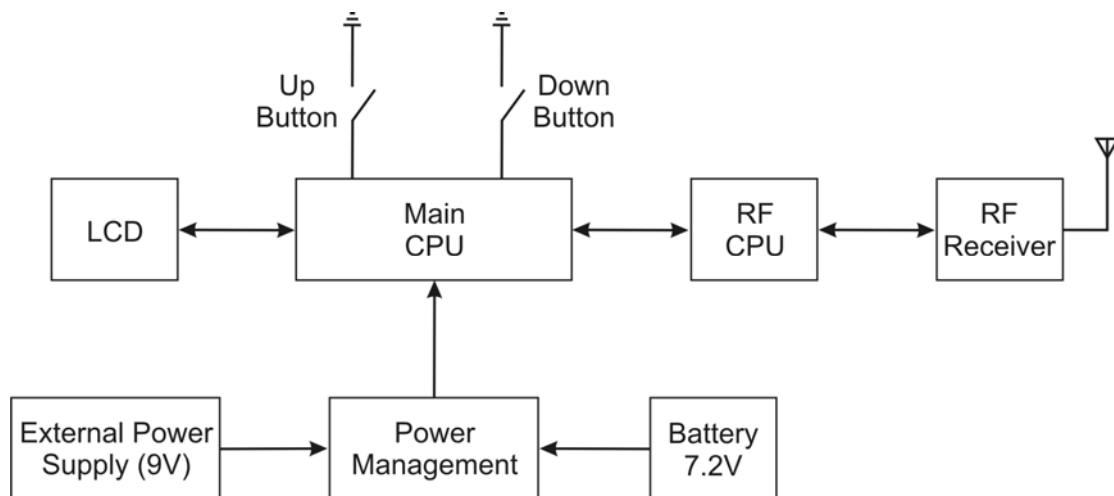 Up
Button
Down
Button
LCD
Main
CPU
RF
CPU
RF
Receiver
External Power
Supply (9V)
Power
Management
Battery
7.2V